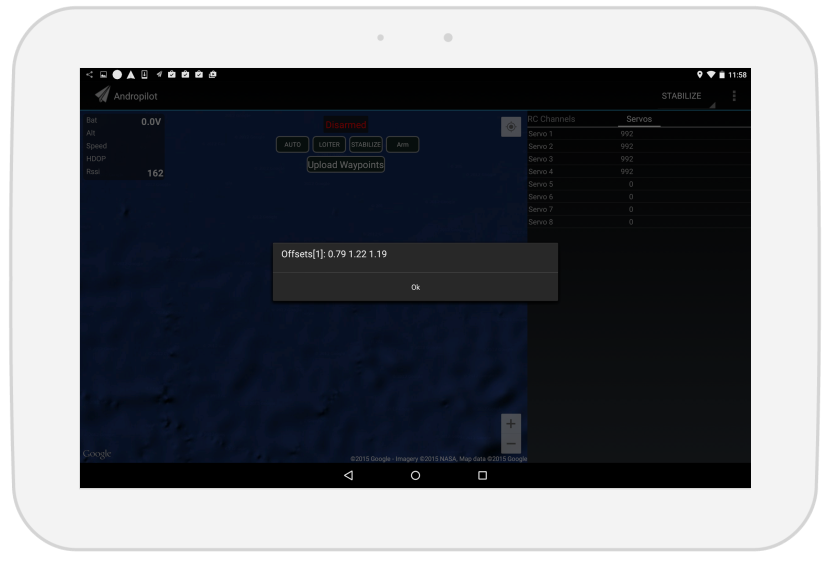 11:58
Andropilot
STABILIZE
Bat 0.0V
Alt
Speed
HDOP
Rssi 162
Disarmed
AUTO LOITER STABILIZE Arm
Upload Waypoints
RC Channels Servos
Servo 1 992
Servo 2 992
Servo 3 992
Servo 4 992
Servo 5 0
Servo 6 0
Servo 7 0
Servo 8 0
Offsets[1]: 0.79 1.22 1.19
Ok
+
−
Google
©2015 Google - Imagery ©2015 NASA, Map data ©2015 Google